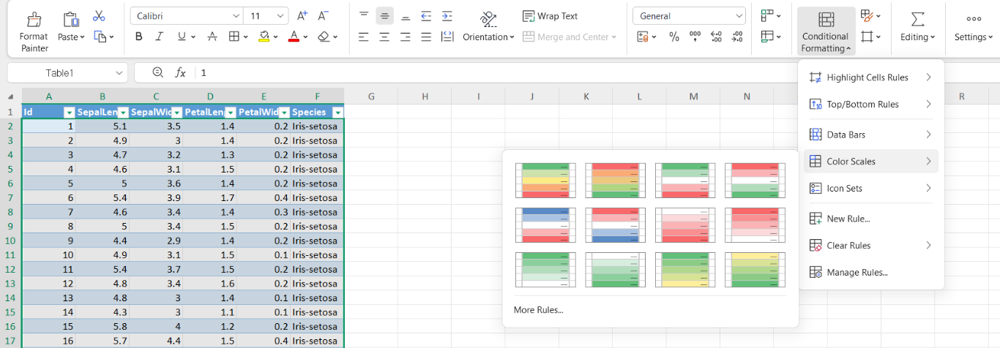 Calibri 11 A+ A- Wrap Text General
Format Painter Paste B I U A A Orientation Merge and Center % 000 .00 Conditional Formatting Editing Settings
Table1 fx 1
Highlight Cells Rules
Top/Bottom Rules
Data Bars
Color Scales
Icon Sets
New Rule...
Clear Rules
Manage Rules...
More Rules...
A B C D E F G H I J K L M N R
1 Id SepalLen SepalWid PetalLen PetalWid Species
2 1 5.1 3.5 1.4 0.2 Iris-setosa
3 2 4.9 3 1.4 0.2 Iris-setosa
4 3 4.7 3.2 1.3 0.2 Iris-setosa
5 4 4.6 3.1 1.5 0.2 Iris-setosa
6 5 5 3.6 1.4 0.2 Iris-setosa
7 6 5.4 3.9 1.7 0.4 Iris-setosa
8 7 4.6 3.4 1.4 0.3 Iris-setosa
9 8 5 3.4 1.5 0.2 Iris-setosa
10 9 4.4 2.9 1.4 0.2 Iris-setosa
11 10 4.9 3.1 1.5 0.1 Iris-setosa
12 11 5.4 3.7 1.5 0.2 Iris-setosa
13 12 4.8 3.4 1.6 0.2 Iris-setosa
14 13 4.8 3 1.4 0.1 Iris-setosa
15 14 4.3 3 1.1 0.1 Iris-setosa
16 15 5.8 4 1.2 0.2 Iris-setosa
17 16 5.7 4.4 1.5 0.4 Iris-setosa